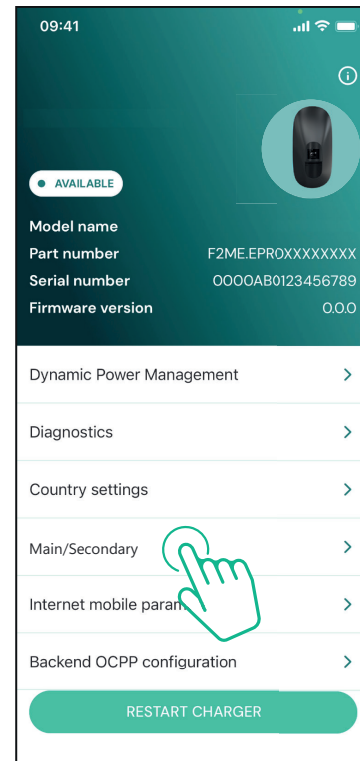 09:41
AVAILABLE
Model name
Part number F2ME.EPR0XXXXXXXX
Serial number 0000AB0123456789
Firmware version 0.0.0
Dynamic Power Management
Diagnostics
Country settings
Main/Secondary
Internet mobile param
Backend OCPP configuration
RESTART CHARGER